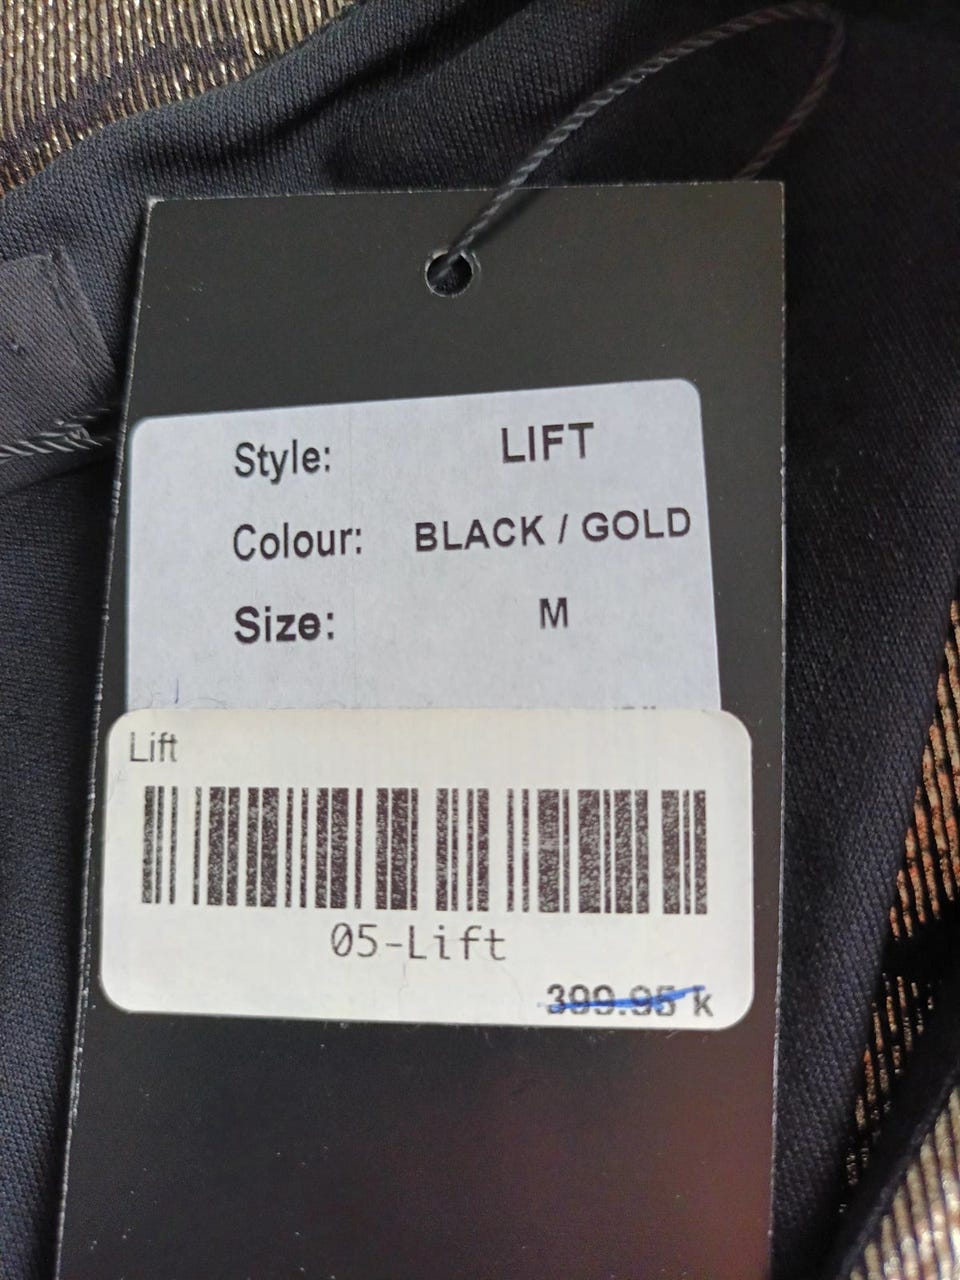 Style: LIFT
Colour: BLACK / GOLD
Size: M
Lift
05-Lift
399.95 k